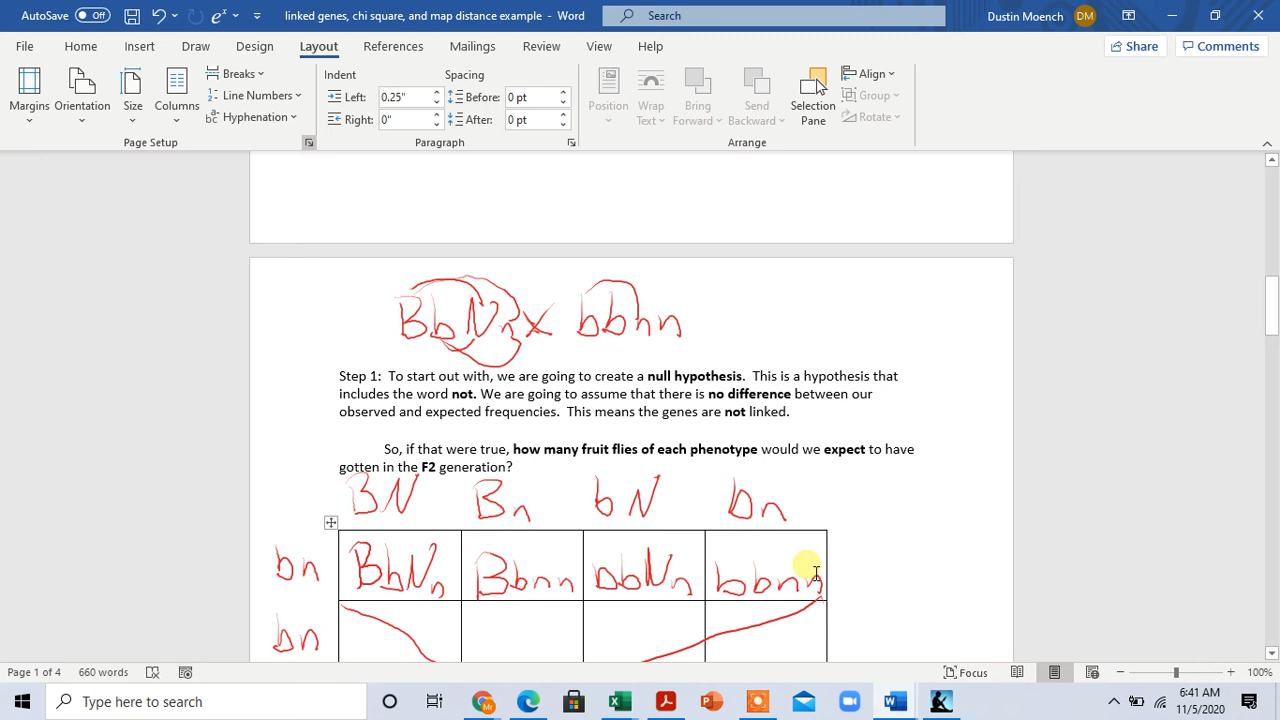 AutoSave Off
linked genes, chi square, and map distance example - Word
Search
Dustin Moench DM
File Home Insert Draw Design Layout References Mailings Review View Help
Share Comments
Margins Orientation Size Columns
Breaks
Line Numbers
Hyphenation
Page Setup
Indent
Left: 0.25"
Right: 0"
Spacing
Before: 0 pt
After: 0 pt
Paragraph
Position
Wrap Text
Bring Forward
Send Backward
Selection Pane
Align
Group
Rotate
Arrange
BbNn x bbnn
Step 1: To start out with, we are going to create a null hypothesis. This is a hypothesis that
includes the word not. We are going to assume that there is no difference between our
observed and expected frequencies. This means the genes are not linked.
So, if that were true, how many fruit flies of each phenotype would we expect to have
gotten in the F2 generation?
BN Bn bN bn
bn BbNn Bbnn bbNn bbnn
bn
Page 1 of 4 660 words
Focus
100%
Type here to search
6:41 AM
11/5/2020